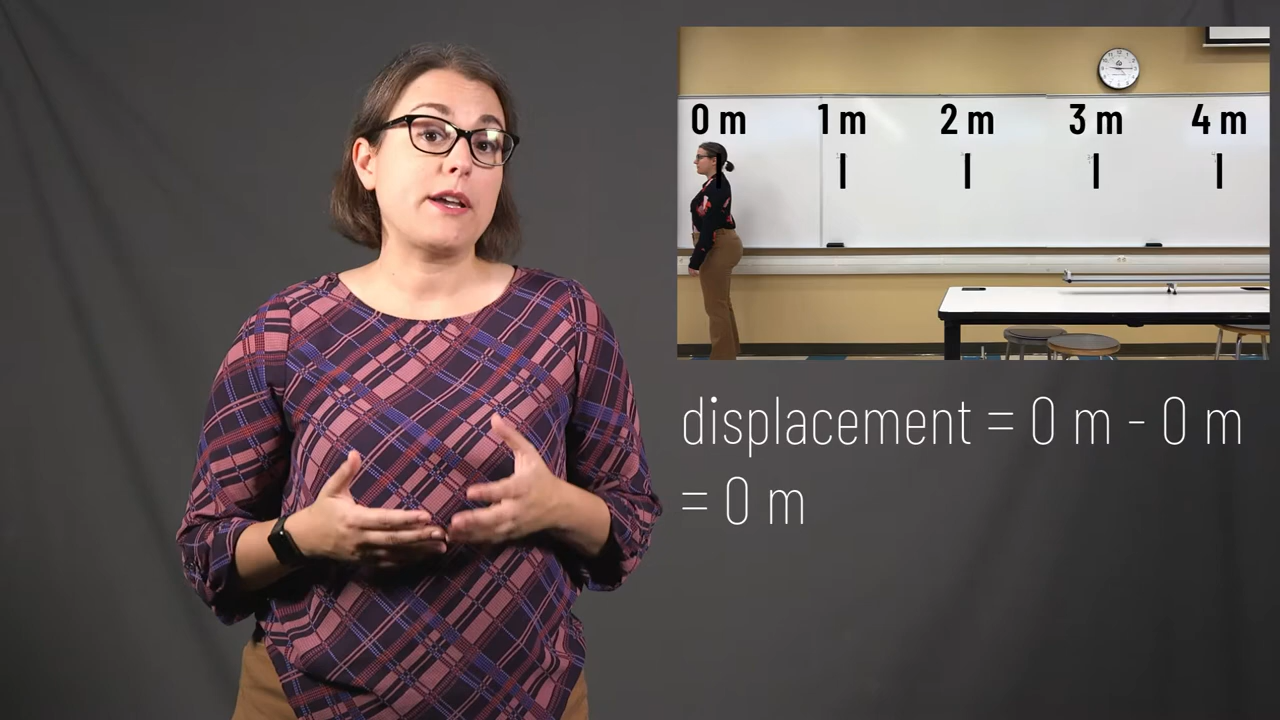 0 m 1 m 2 m 3 m 4 m
displacement = 0 m - 0 m
= 0 m